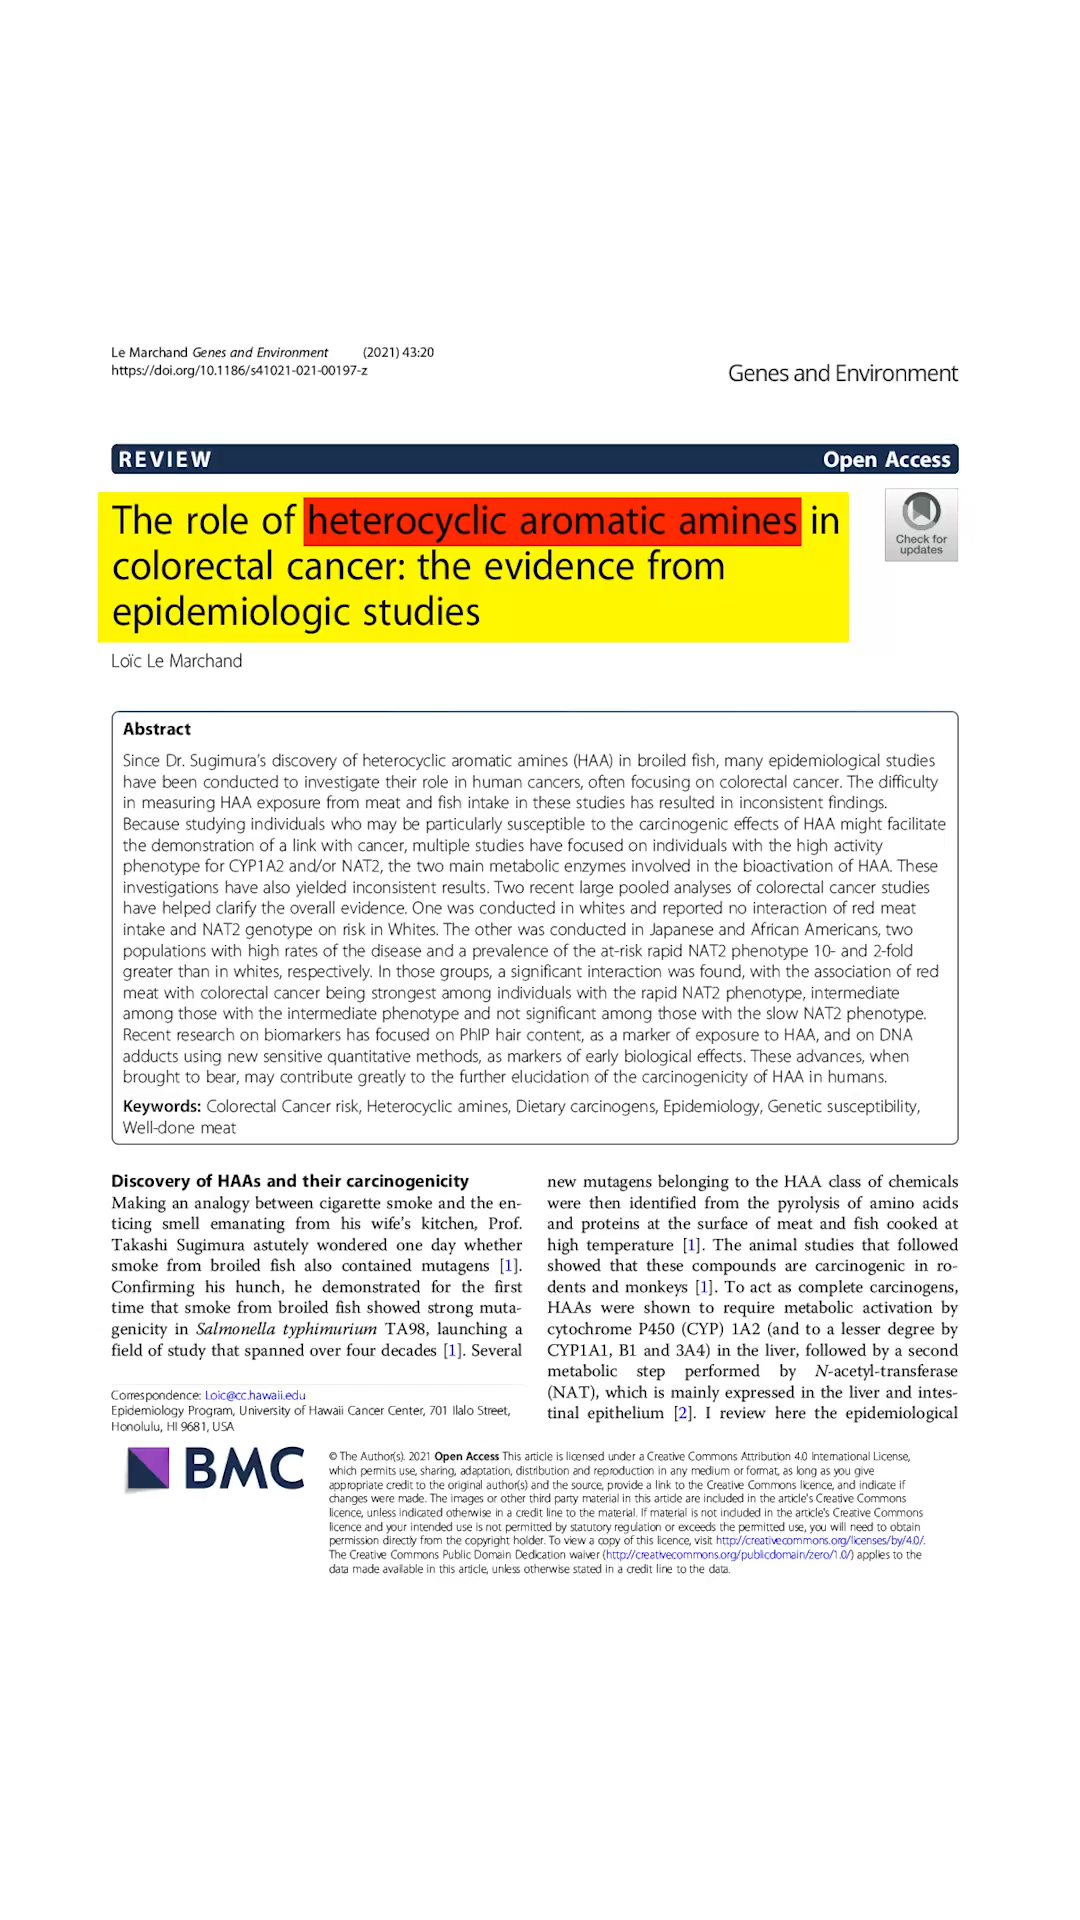 Le Marchand Genes and Environment (2021) 43:20
https://doi.org/10.1186/s41021-021-00197-z
Genes and Environment
REVIEW Open Access
The role of heterocyclic aromatic amines in
colorectal cancer: the evidence from
epidemiologic studies
Check for
updates
Loïc Le Marchand
Abstract
Since Dr. Sugimura's discovery of heterocyclic aromatic amines (HAA) in broiled fish, many epidemiological studies
have been conducted to investigate their role in human cancers, often focusing on colorectal cancer. The difficulty
in measuring HAA exposure from meat and fish intake in these studies has resulted in inconsistent findings.
Because studying individuals who may be particularly susceptible to the carcinogenic effects of HAA might facilitate
the demonstration of a link with cancer, multiple studies have focused on individuals with the high activity
phenotype for CYP1A2 and/or NAT2, the two main metabolic enzymes involved in the bioactivation of HAA. These
investigations have also yielded inconsistent results. Two recent large pooled analyses of colorectal cancer studies
have helped clarify the overall evidence. One was conducted in whites and reported no interaction of red meat
intake and NAT2 genotype on risk in Whites. The other was conducted in Japanese and African Americans, two
populations with high rates of the disease and a prevalence of the at-risk rapid NAT2 phenotype 10- and 2-fold
greater than in whites, respectively. In those groups, a significant interaction was found, with the association of red
meat with colorectal cancer being strongest among individuals with the rapid NAT2 phenotype, intermediate
among those with the intermediate phenotype and not significant among those with the slow NAT2 phenotype.
Recent research on biomarkers has focused on PhIP hair content, as a marker of exposure to HAA, and on DNA
adducts using new sensitive quantitative methods, as markers of early biological effects. These advances, when
brought to bear, may contribute greatly to the further elucidation of the carcinogenicity of HAA in humans.
Keywords: Colorectal Cancer risk, Heterocyclic amines, Dietary carcinogens, Epidemiology, Genetic susceptibility,
Well-done meat
Discovery of HAAs and their carcinogenicity
Making an analogy between cigarette smoke and the en-
ticing smell emanating from his wife's kitchen, Prof.
Takashi Sugimura astutely wondered one day whether
smoke from broiled fish also contained mutagens [1].
Confirming his hunch, he demonstrated for the first
time that smoke from broiled fish showed strong muta-
genicity in Salmonella typhimurium TA98, launching a
field of study that spanned over four decades [1]. Several
new mutagens belonging to the HAA class of chemicals
were then identified from the pyrolysis of amino acids
and proteins at the surface of meat and fish cooked at
high temperature [1]. The animal studies that followed
showed that these compounds are carcinogenic in ro-
dents and monkeys [1]. To act as complete carcinogens,
HAAs were shown to require metabolic activation by
cytochrome P450 (CYP) 1A2 (and to a lesser degree by
CYP1A1, B1 and 3A4) in the liver, followed by a second
metabolic step performed by N-acetyl-transferase
(NAT), which is mainly expressed in the liver and intes-
tinal epithelium [2]. I review here the epidemiological
Correspondence: Loic@cc.hawaii.edu
Epidemiology Program, University of Hawaii Cancer Center, 701 Ilalo Street,
Honolulu, HI 9681, USA
BMC
© The Author(s). 2021 Open Access This article is licensed under a Creative Commons Attribution 4.0 International License,
which permits use, sharing, adaptation, distribution and reproduction in any medium or format, as long as you give
appropriate credit to the original author(s) and the source, provide a link to the Creative Commons licence, and indicate if
changes were made. The images or other third party material in this article are included in the article's Creative Commons
licence, unless indicated otherwise in a credit line to the material. If material is not included in the article's Creative Commons
licence and your intended use is not permitted by statutory regulation or exceeds the permitted use, you will need to obtain
permission directly from the copyright holder. To view a copy of this licence, visit http://creativecommons.org/licenses/by/4.0/.
The Creative Commons Public Domain Dedication waiver (http://creativecommons.org/publicdomain/zero/1.0/) applies to the
data made available in this article, unless otherwise stated in a credit line to the data.